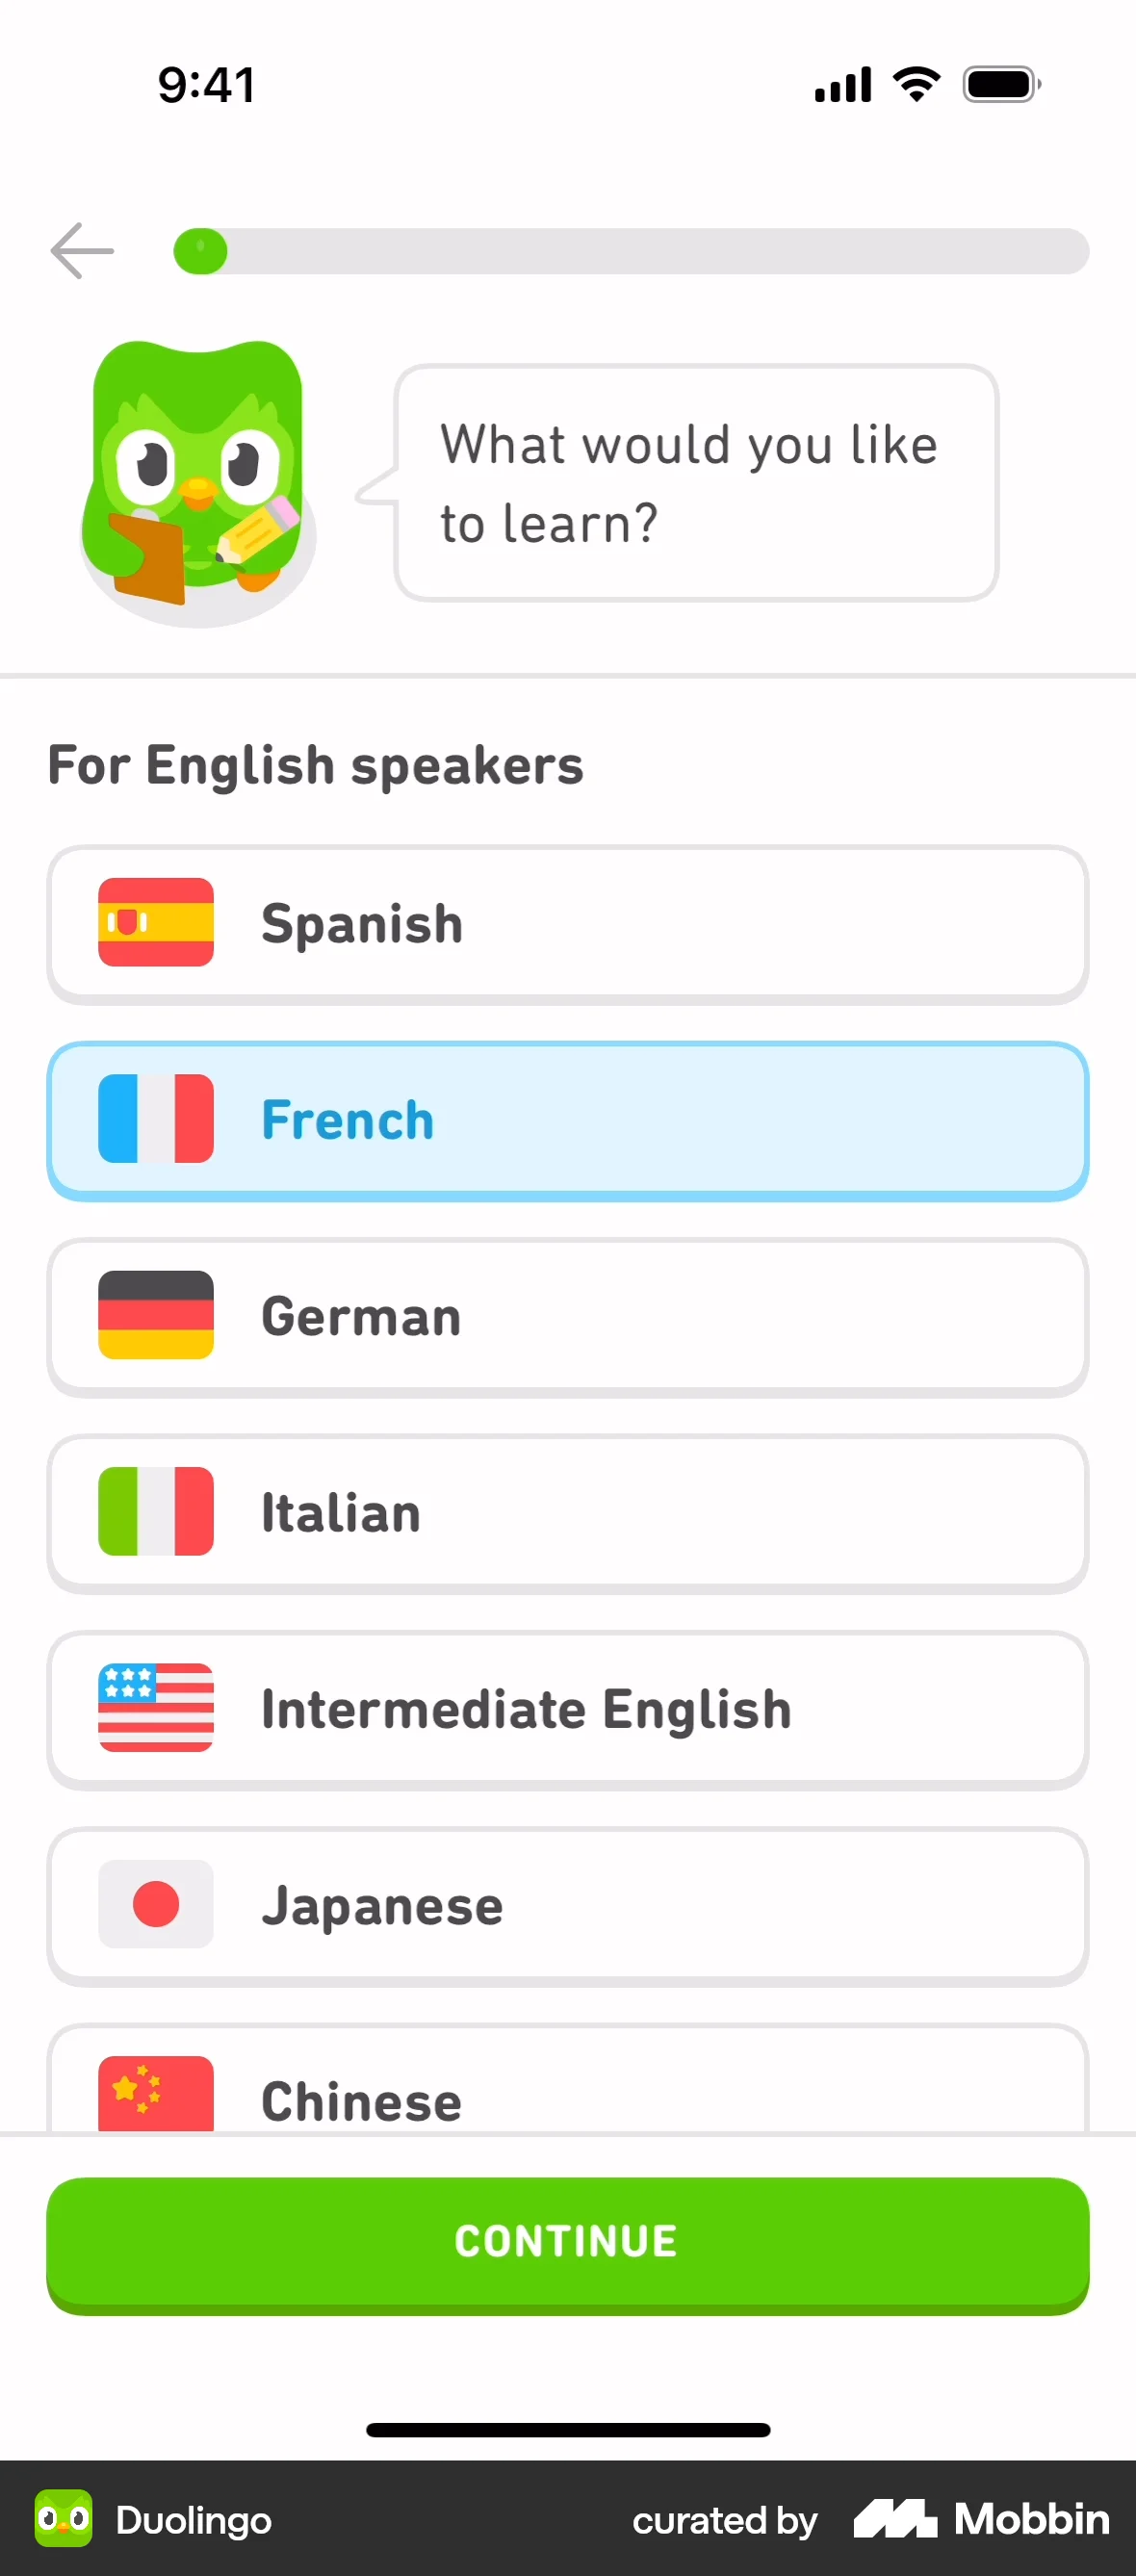 9:41
What would you like
to learn?
For English speakers
Spanish
French
German
Italian
Intermediate English
Japanese
Chinese
CONTINUE
Duolingo
curated by Mobbin